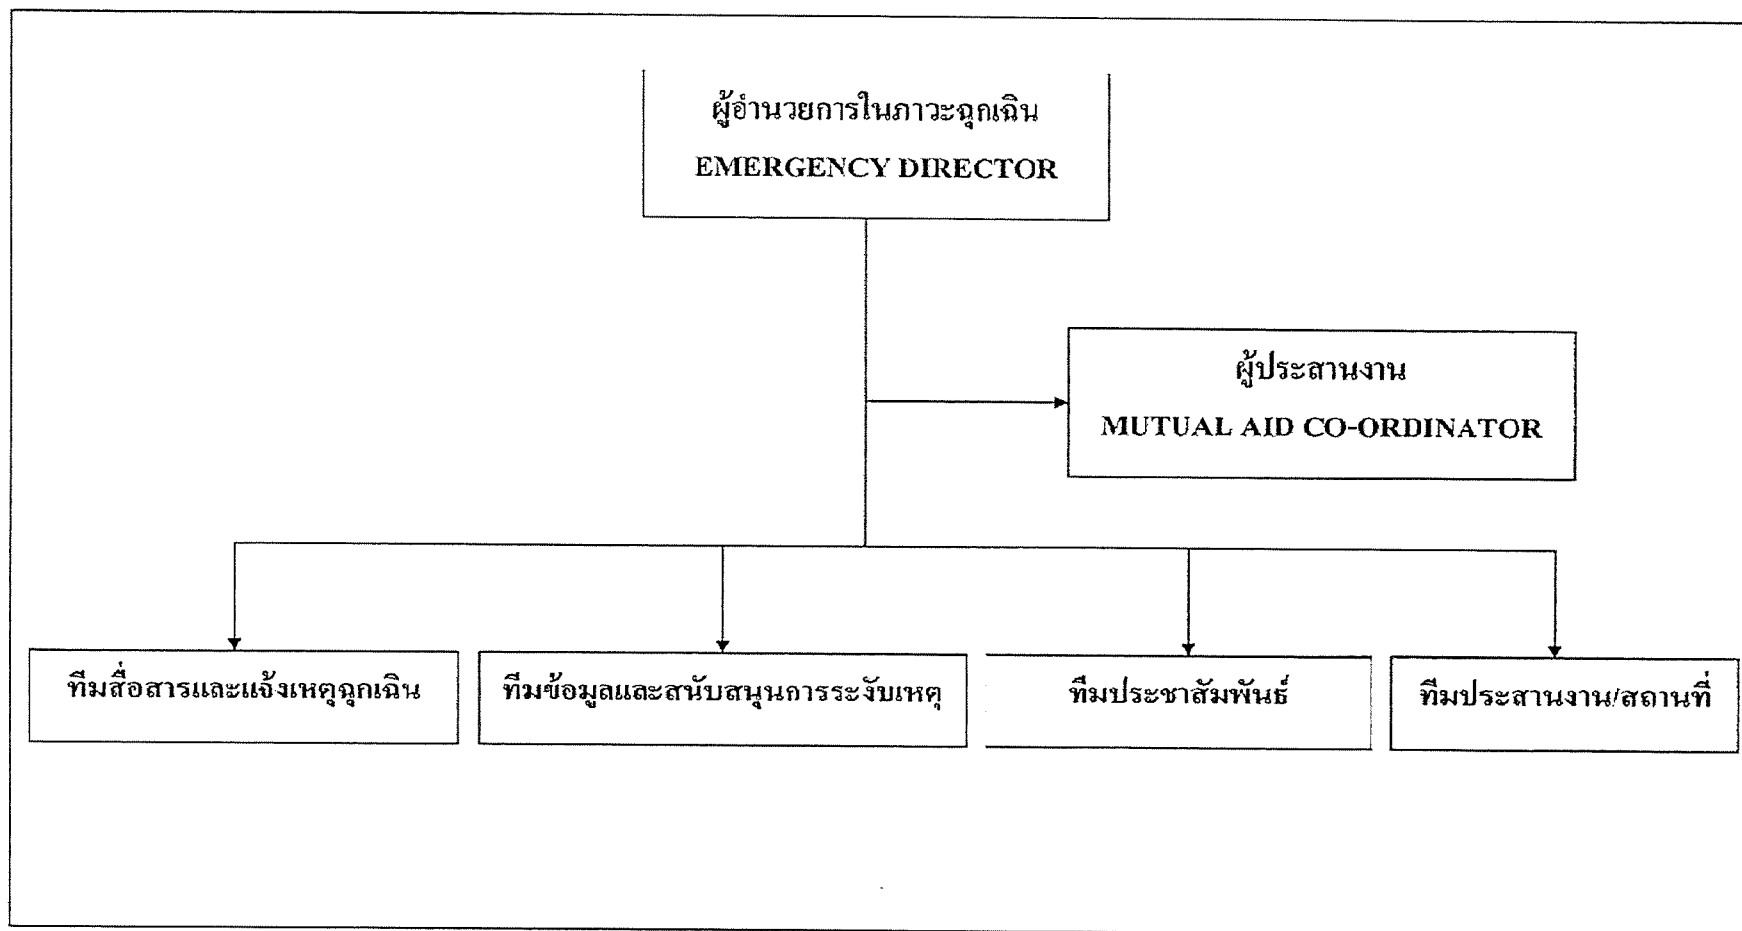 ผู้อำนวยการในภาวะฉุกเฉิน
EMERGENCY DIRECTOR
ผู้ประสานงาน
MUTUAL AID CO-ORDINATOR
ทีมสื่อสารและแจ้งเหตุฉุกเฉิน
ทีมข้อมูลและสนับสนุนการระงับเหตุ
ทีมประชาสัมพันธ์
ทีมประสานงาน/สถานที่